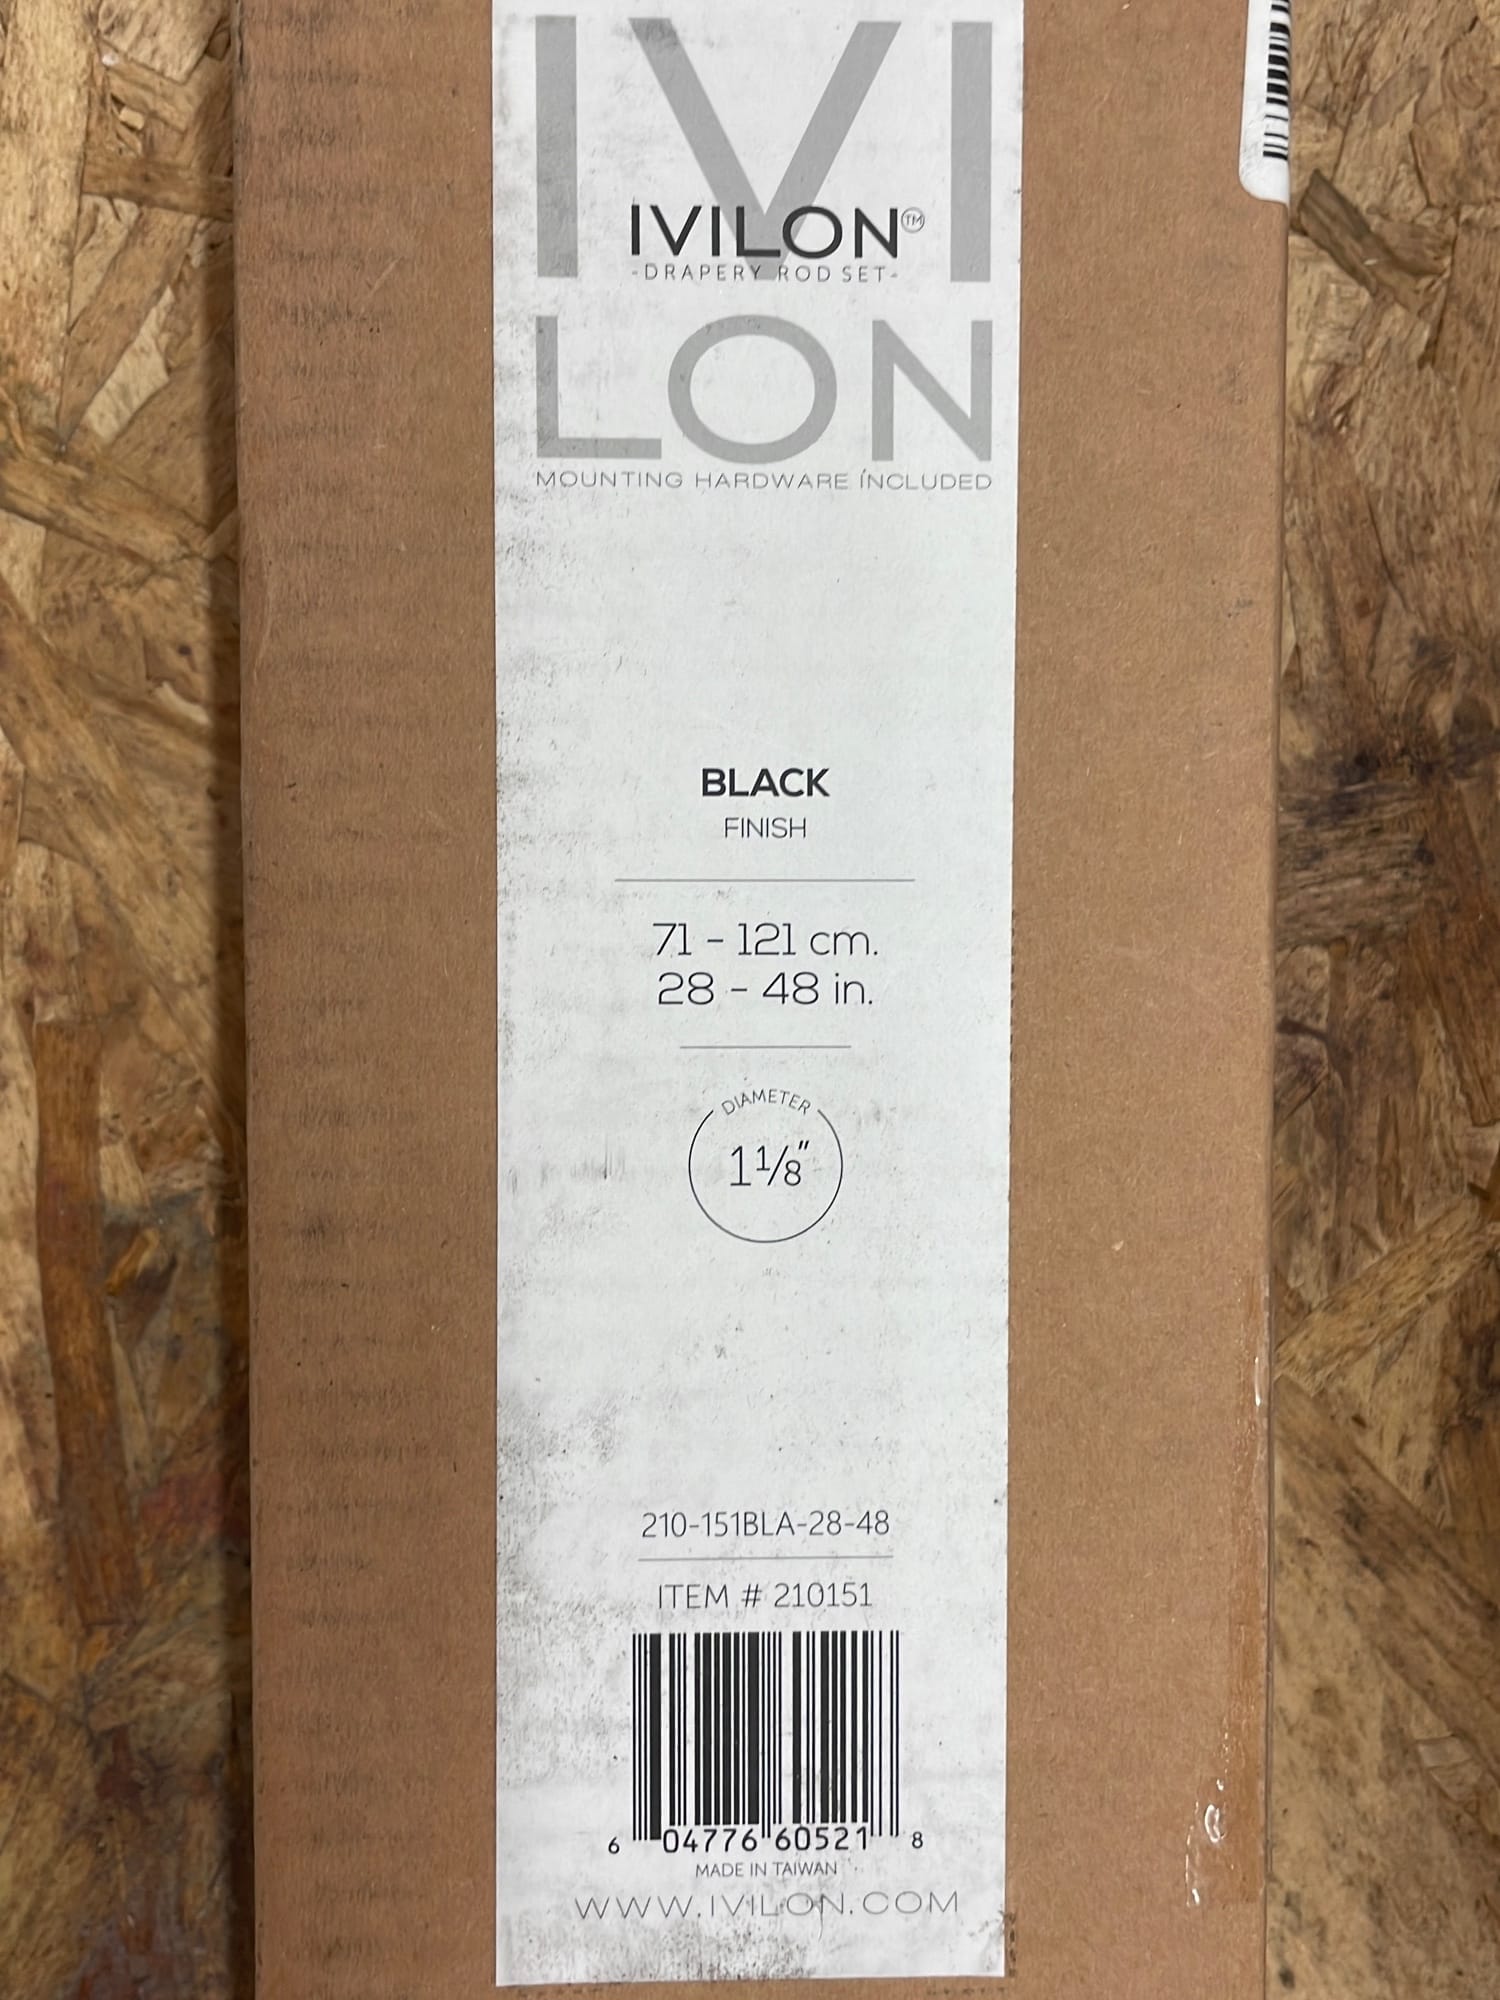 IVI
IVILON™
-DRAPERY ROD SET-
LON
MOUNTING HARDWARE INCLUDED
BLACK
FINISH
71 - 121 cm.
28 - 48 in.
DIAMETER
1 1/8"
210-151BLA-28-48
ITEM # 210151
6 04776 60521 8
MADE IN TAIWAN
WWW.IVILON.COM